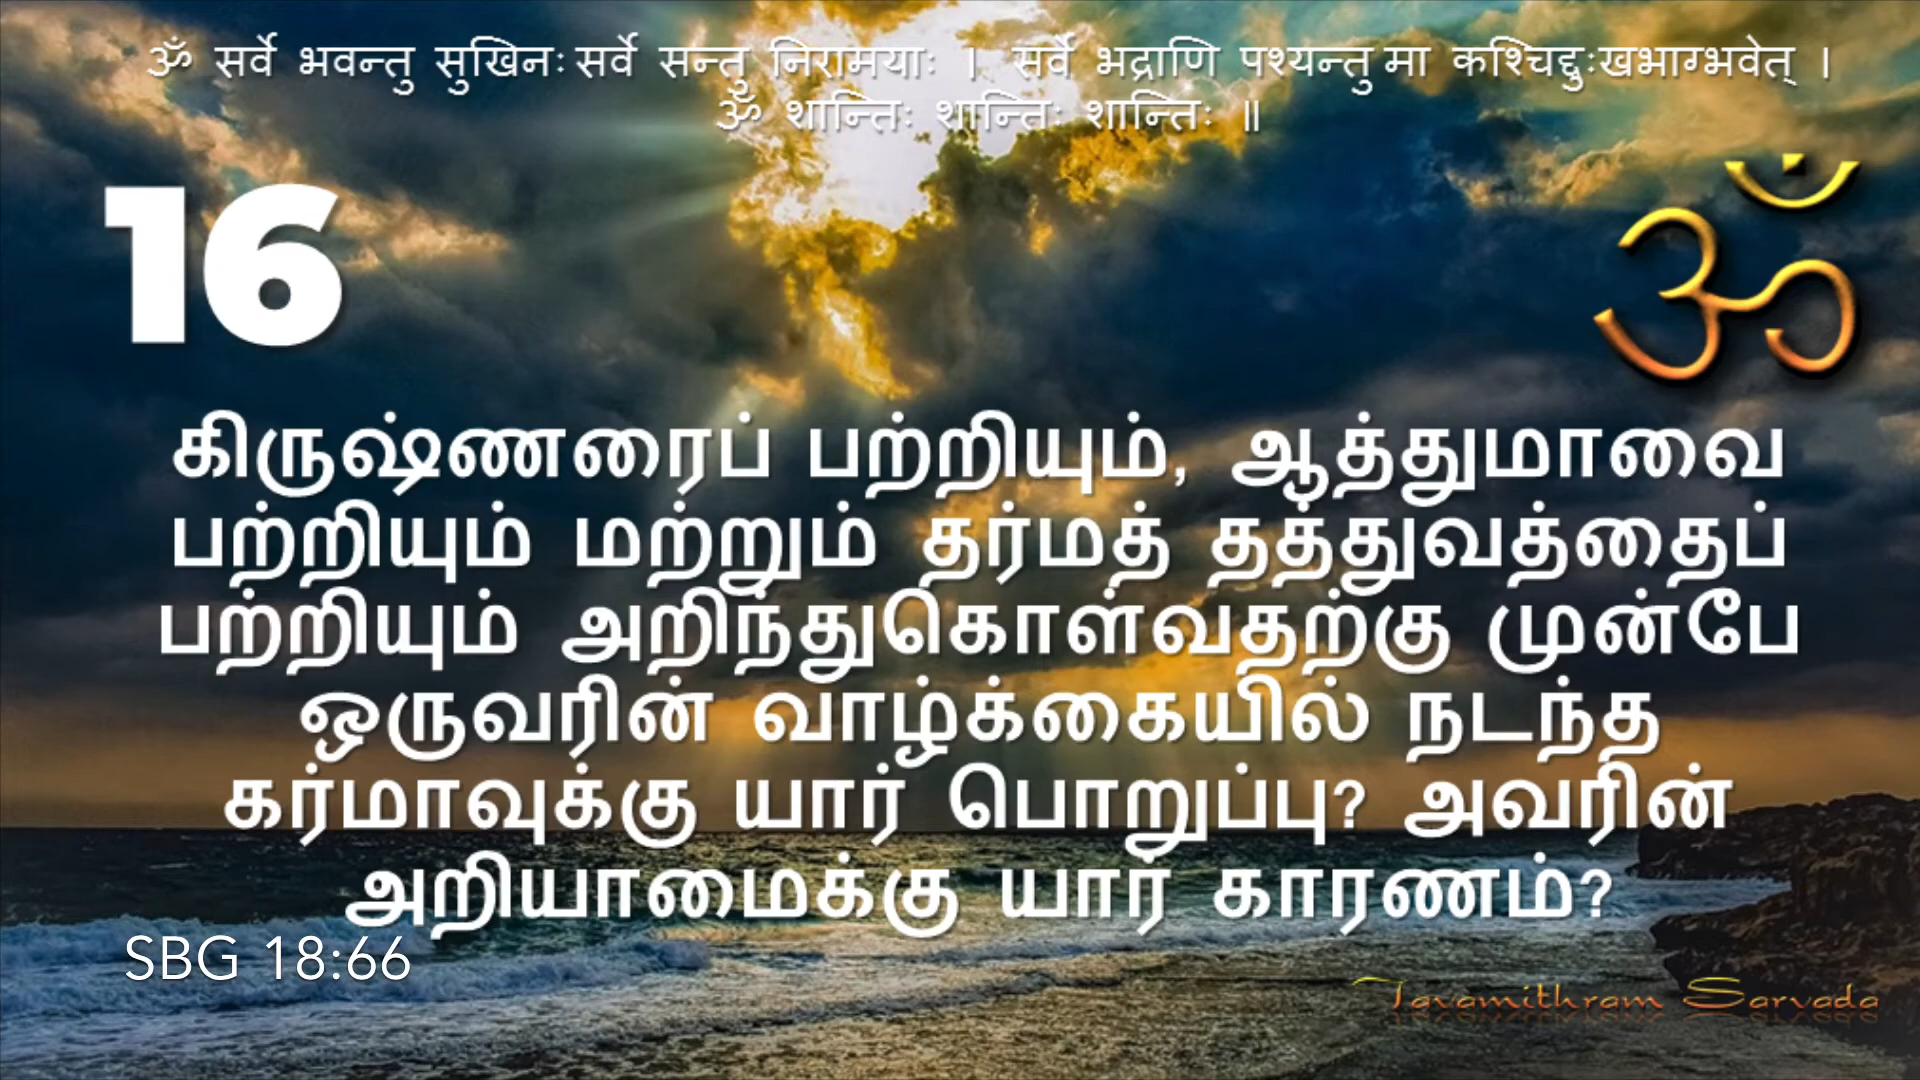 ॐ सर्वे भवन्तु सुखिनः सर्वे सन्तु निरामयाः । सर्वे भद्राणि पश्यन्तु मा कश्चिद्दुःखभाग्भवेत् ।
ॐ शान्तिः शान्तिः शान्तिः ॥
16
ॐ
கிருஷ்ணரைப் பற்றியும், ஆத்துமாவை
பற்றியும் மற்றும் தர்மத் தத்துவத்தைப்
பற்றியும் அறிந்துகொள்வதற்கு முன்பே
ஒருவரின் வாழ்க்கையில் நடந்த
கர்மாவுக்கு யார் பொறுப்பு? அவரின்
அறியாமைக்கு யார் காரணம்?
SBG 18:66
Tavamithram Sarvada